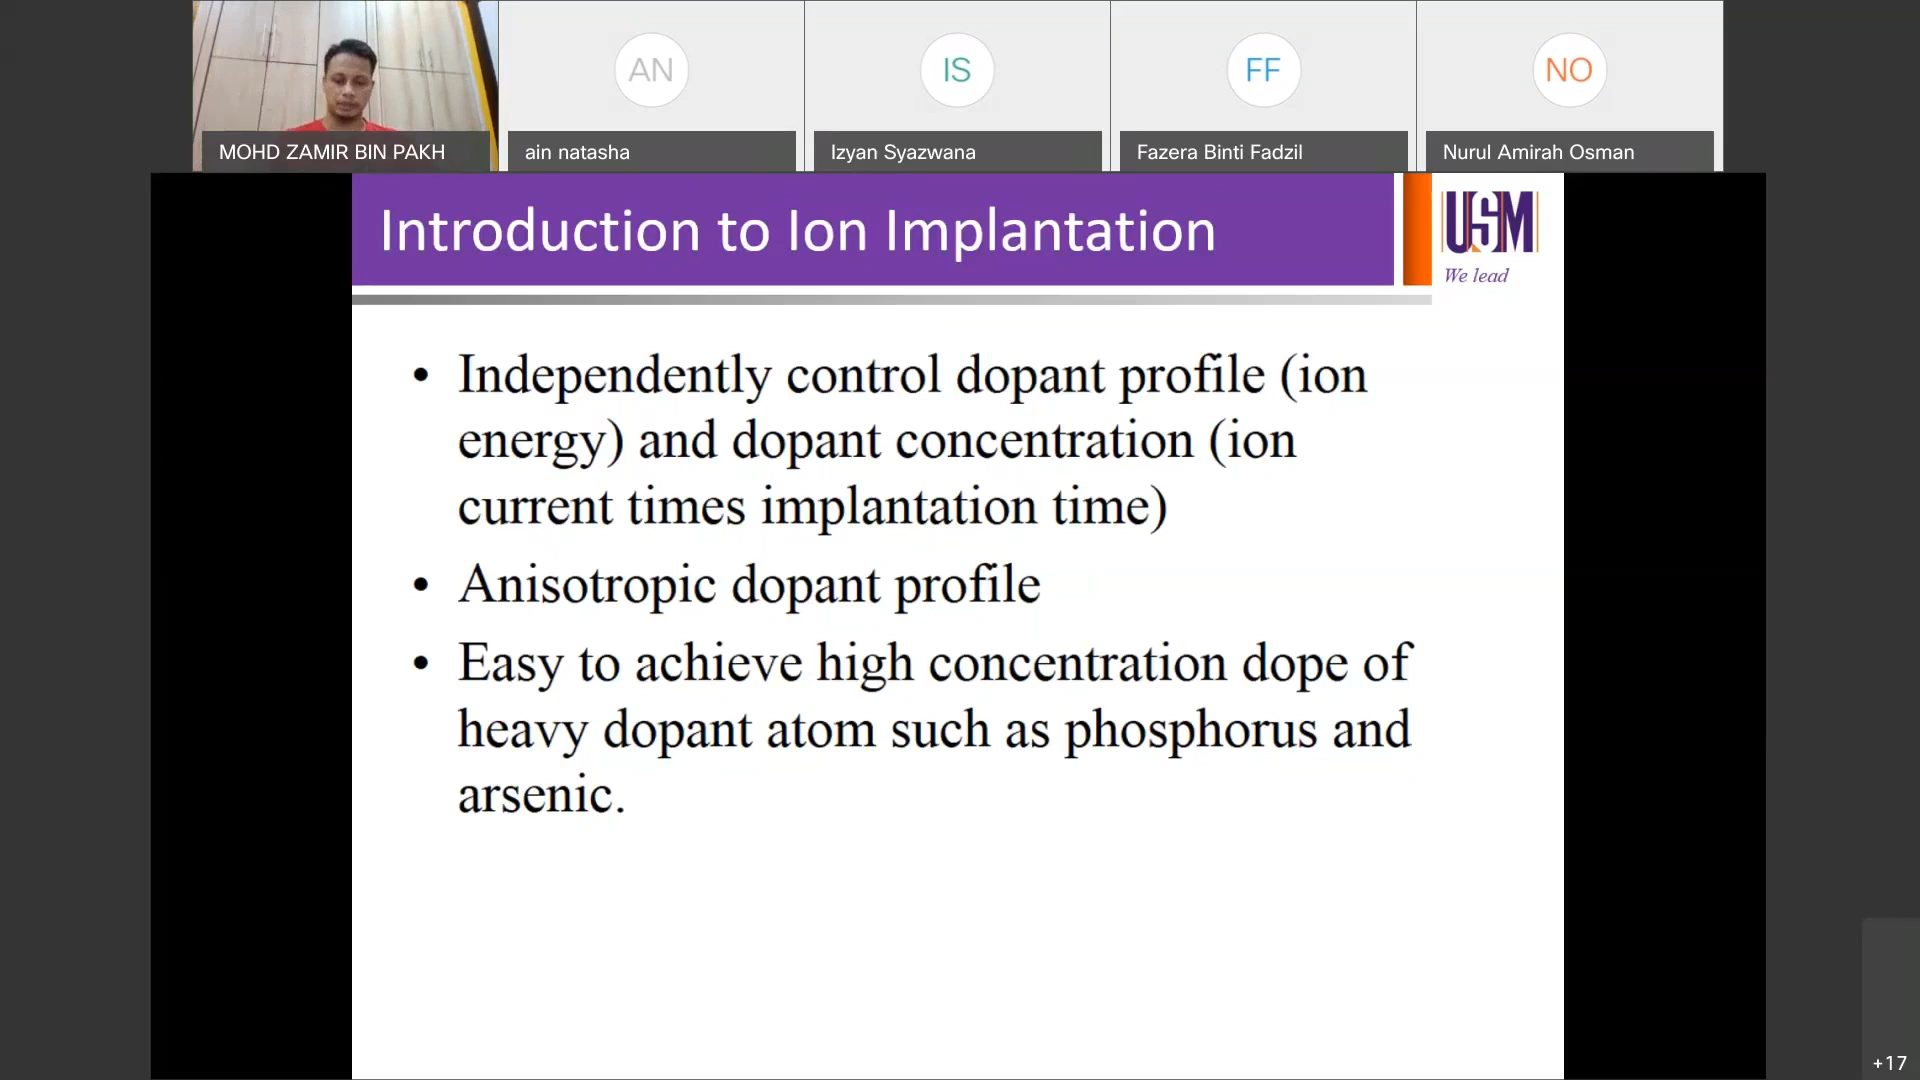 AN
IS
FF
NO
MOHD ZAMIR BIN PAKH
ain natasha
Izyan Syazwana
Fazera Binti Fadzil
Nurul Amirah Osman
Introduction to Ion Implantation
USM
We lead
• Independently control dopant profile (ion
energy) and dopant concentration (ion
current times implantation time)
• Anisotropic dopant profile
• Easy to achieve high concentration dope of
heavy dopant atom such as phosphorus and
arsenic.
+17